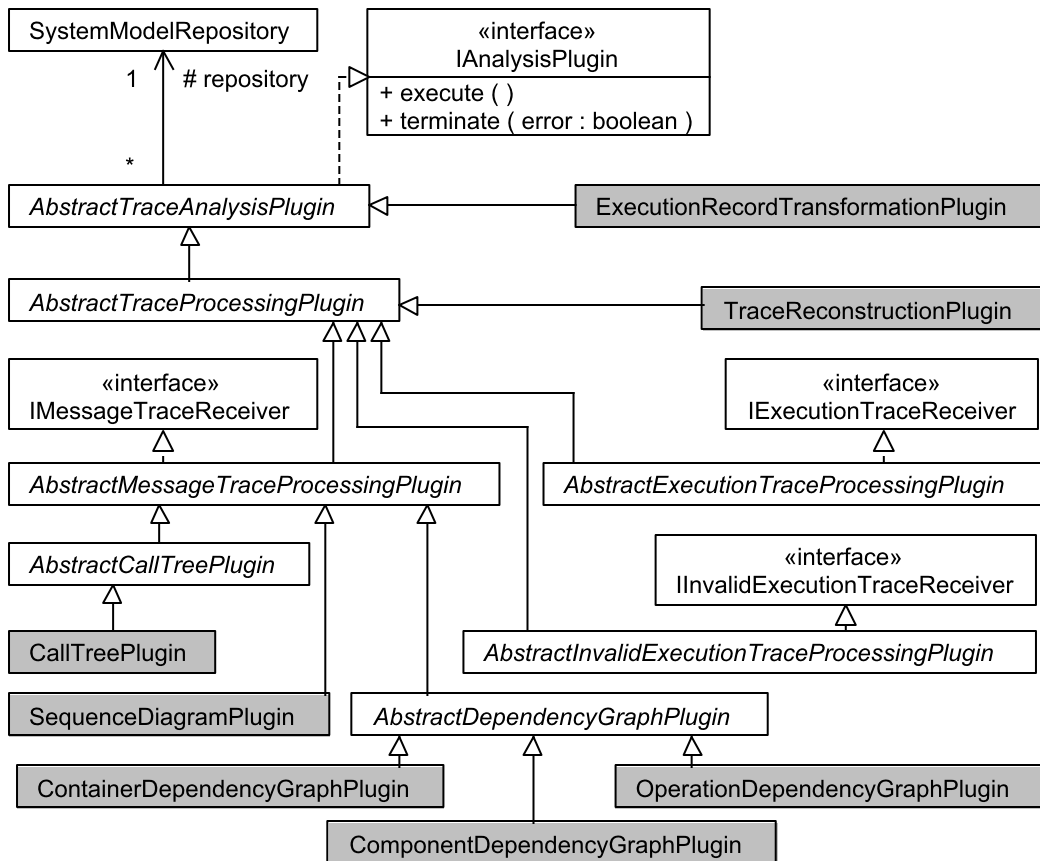 SystemModelRepository
«interface»
IAnalysisPlugin
+ execute ( )
+ terminate ( error : boolean )
1
# repository
*
AbstractTraceAnalysisPlugin
ExecutionRecordTransformationPlugin
AbstractTraceProcessingPlugin
TraceReconstructionPlugin
«interface»
IMessageTraceReceiver
«interface»
IExecutionTraceReceiver
AbstractMessageTraceProcessingPlugin
AbstractExecutionTraceProcessingPlugin
AbstractCallTreePlugin
«interface»
IInvalidExecutionTraceReceiver
CallTreePlugin
AbstractInvalidExecutionTraceProcessingPlugin
SequenceDiagramPlugin
AbstractDependencyGraphPlugin
ContainerDependencyGraphPlugin
OperationDependencyGraphPlugin
ComponentDependencyGraphPlugin